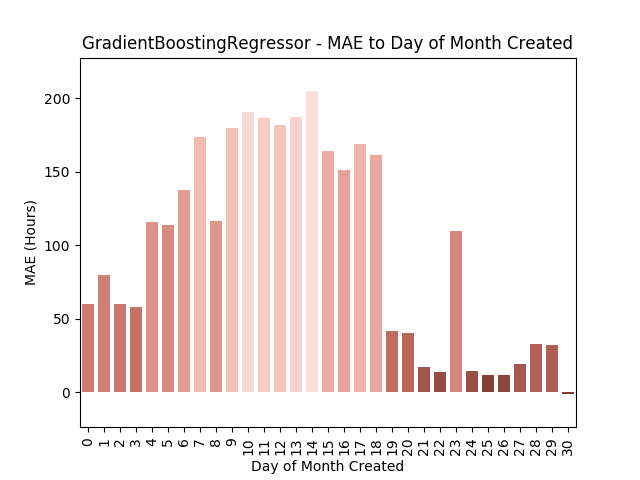 GradientBoostingRegressor - MAE to Day of Month Created
MAE (Hours)
200
150
100
50
0
0 1 2 3 4 5 6 7 8 9 10 11 12 13 14 15 16 17 18 19 20 21 22 23 24 25 26 27 28 29 30
Day of Month Created